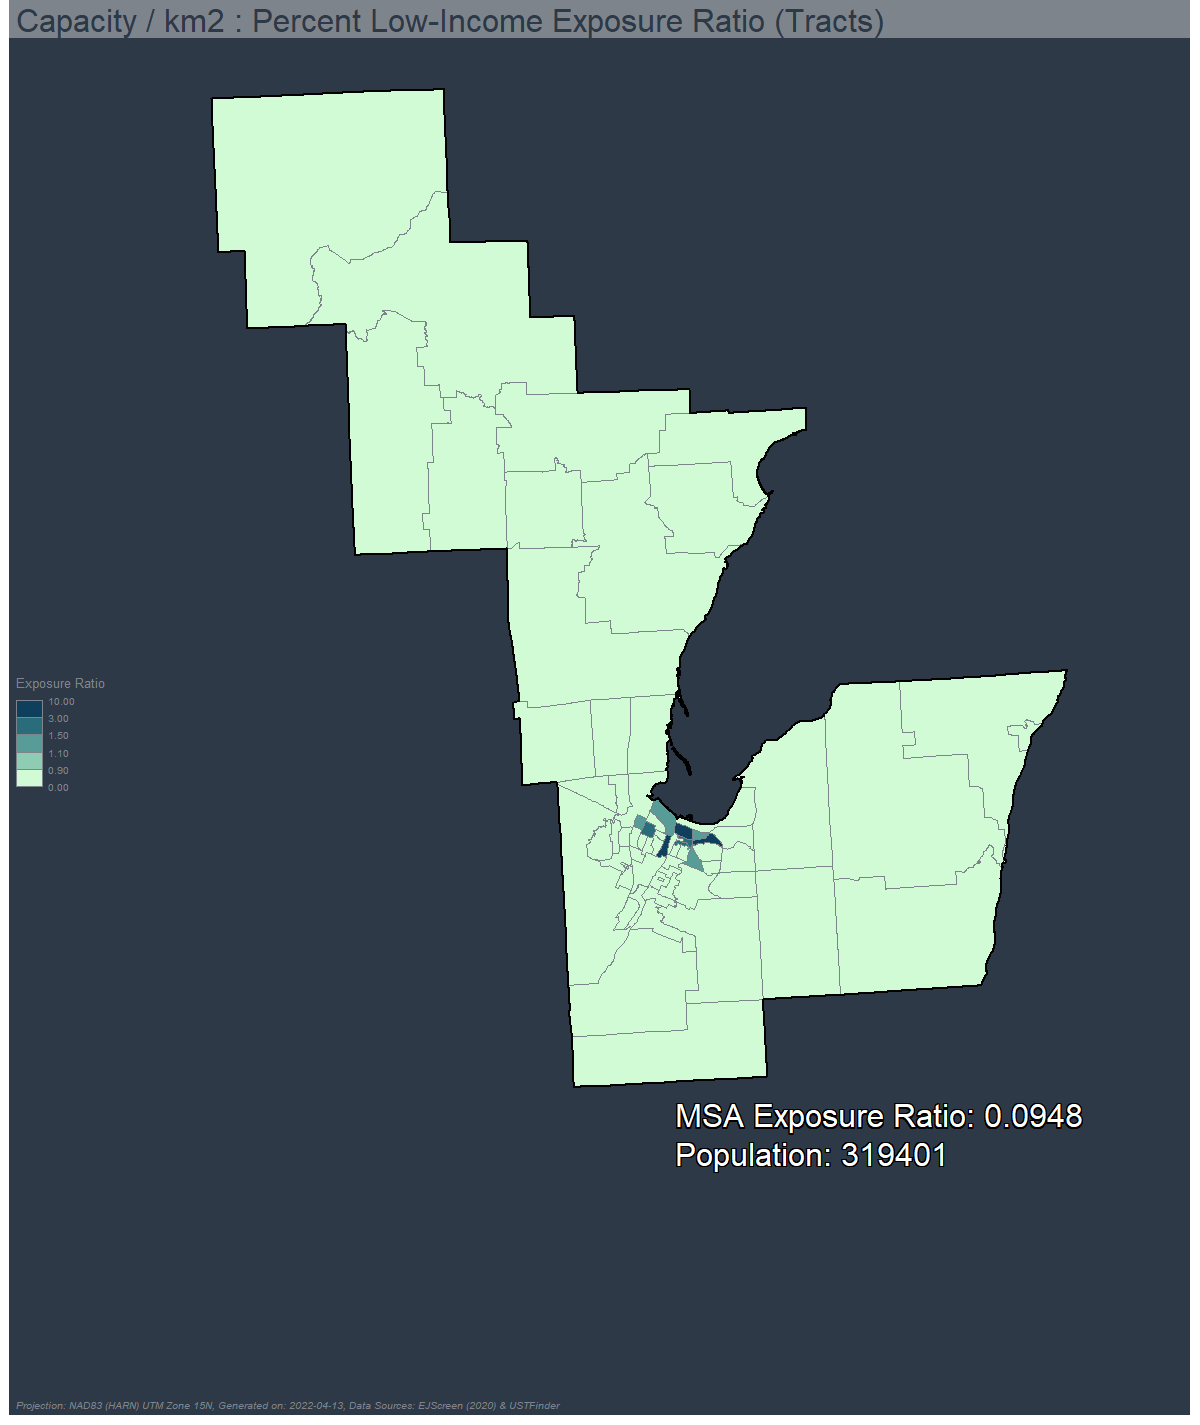 Capacity / km2 : Percent Low-Income Exposure Ratio (Tracts)
Exposure Ratio
10.00
3.00
1.50
1.10
0.90
0.00
MSA Exposure Ratio: 0.0948
Population: 319401
Projection: NAD83 (HARN) UTM Zone 15N, Generated on: 2022-04-13, Data Sources: EJScreen (2020) & USTFinder